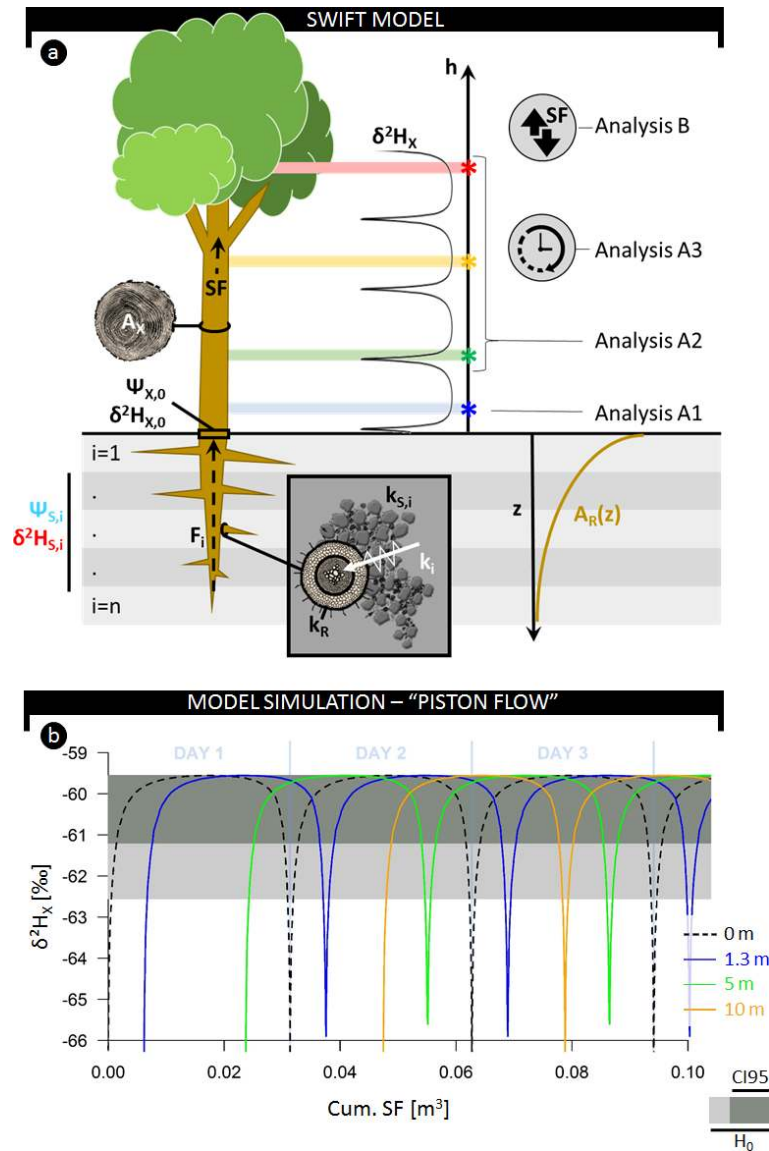 SWIFT MODEL
a
h
SF
Analysis B
δ²H_X
Analysis A3
SF
A_X
Analysis A2
Ψ_X,0
δ²H_X,0
Analysis A1
i=1
.
k_S,i
Ψ_S,i
δ²H_S,i
.
F_i
z
A_R(z)
k_i
.
i=n
k_R
MODEL SIMULATION – “PISTON FLOW”
b
-59
DAY 1 DAY 2 DAY 3
-60
-61
-62
-63
-64
-65
-66
δ²H_X [‰]
0 m
1.3 m
5 m
10 m
0.00 0.02 0.04 0.06 0.08 0.10
Cum. SF [m³]
CI95
H₀